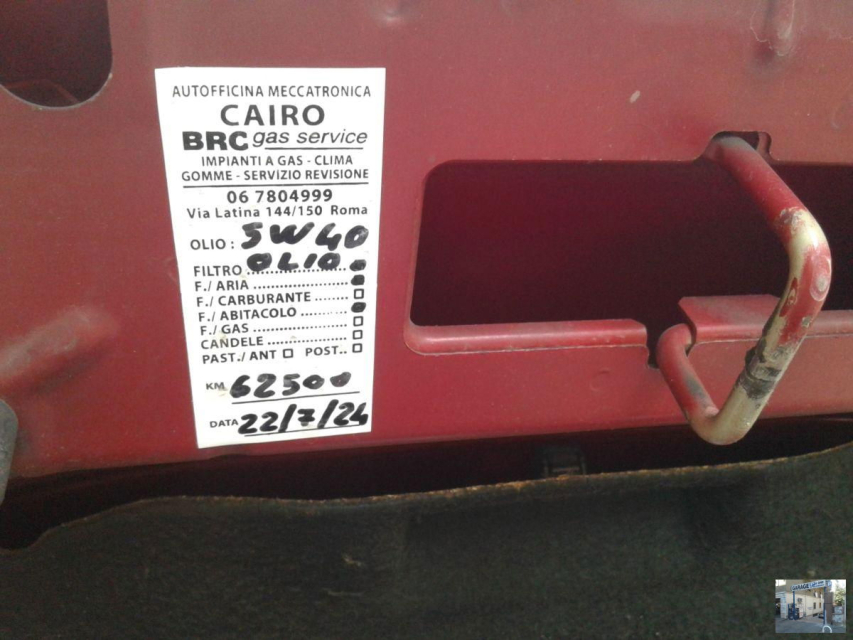 AUTOFFICINA MECCATRONICA
CAIRO
BRC gas service
IMPIANTI A GAS - CLIMA
GOMME - SERVIZIO REVISIONE
06 7804999
Via Latina 144/150 Roma
OLIO : 5W40
OLIO
FILTRO
F./ ARIA
F./ CARBURANTE
F./ ABITACOLO
F./ GAS
CANDELE
PAST./ ANT □ POST.. □
KM 62500
DATA 22/7/24